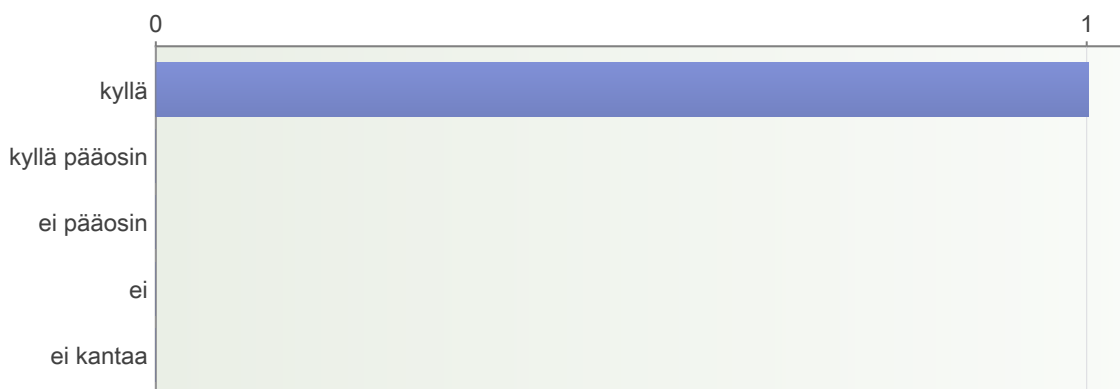 0 1
kyllä
kyllä pääosin
ei pääosin
ei
ei kantaa